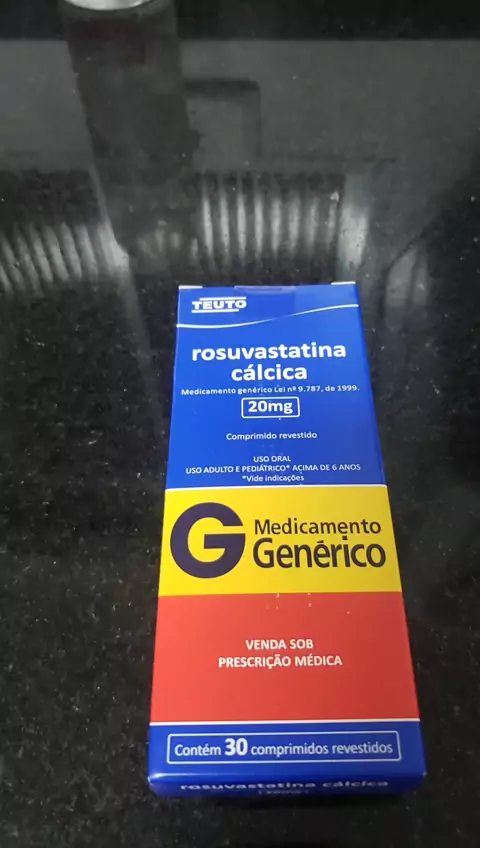 TEUTO
rosuvastatina
cálcica
Medicamento genérico Lei nº 9.787, de 1999.
20mg
Comprimido revestido
USO ORAL
USO ADULTO E PEDIÁTRICO* ACIMA DE 6 ANOS
*Vide indicações
G Medicamento
Genérico
VENDA SOB
PRESCRIÇÃO MÉDICA
Contém 30 comprimidos revestidos
rosuvastatina cálcica